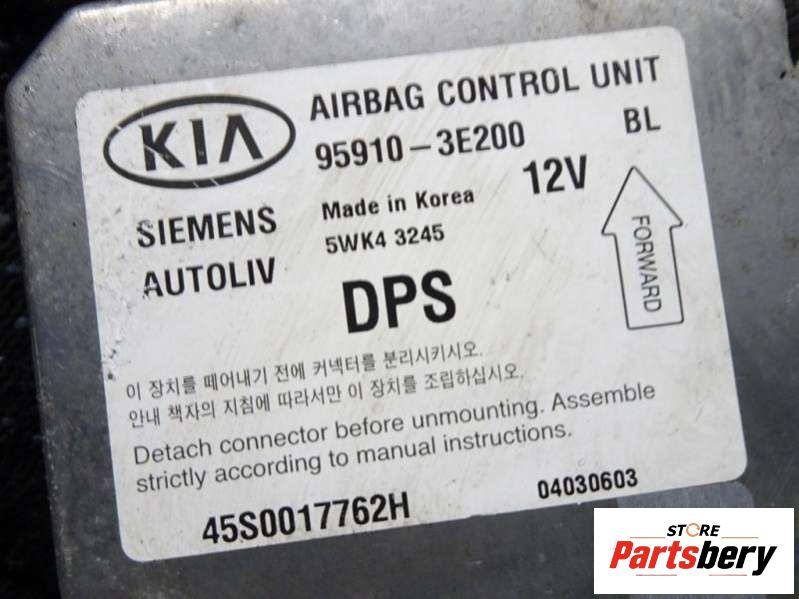 KIA
AIRBAG CONTROL UNIT
95910-3E200
BL
12V
SIEMENS
AUTOLIV
Made in Korea
5WK4 3245
DPS
FORWARD
이 장치를 떼어내기 전에 커넥터를 분리시키시오.
안내 책자의 지침에 따라서만 이 장치를 조립하십시오.
Detach connector before unmounting. Assemble
strictly according to manual instructions.
45S0017762H
04030603
STORE
Partsbery